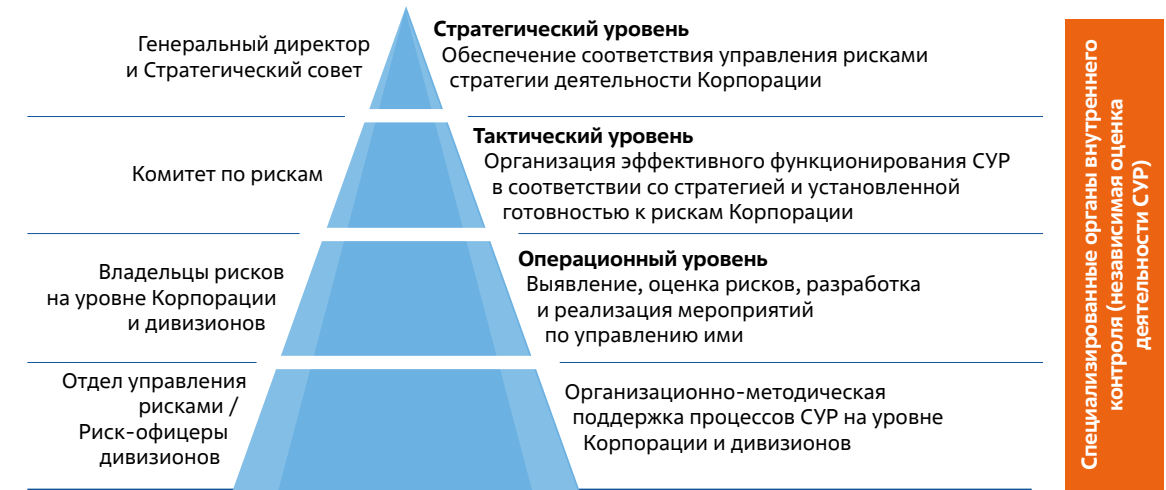 Генеральный директор
и Стратегический совет
Стратегический уровень
Обеспечение соответствия управления рисками
стратегии деятельности Корпорации
Комитет по рискам
Тактический уровень
Организация эффективного функционирования СУР
в соответствии со стратегией и установленной
готовностью к рискам Корпорации
Владельцы рисков
на уровне Корпорации
и дивизионов
Операционный уровень
Выявление, оценка рисков, разработка
и реализация мероприятий
по управлению ими
Отдел управления
рисками /
Риск-офицеры
дивизионов
Организационно-методическая
поддержка процессов СУР на уровне
Корпорации и дивизионов
Специализированные органы внутреннего
контроля (независимая оценка
деятельности СУР)